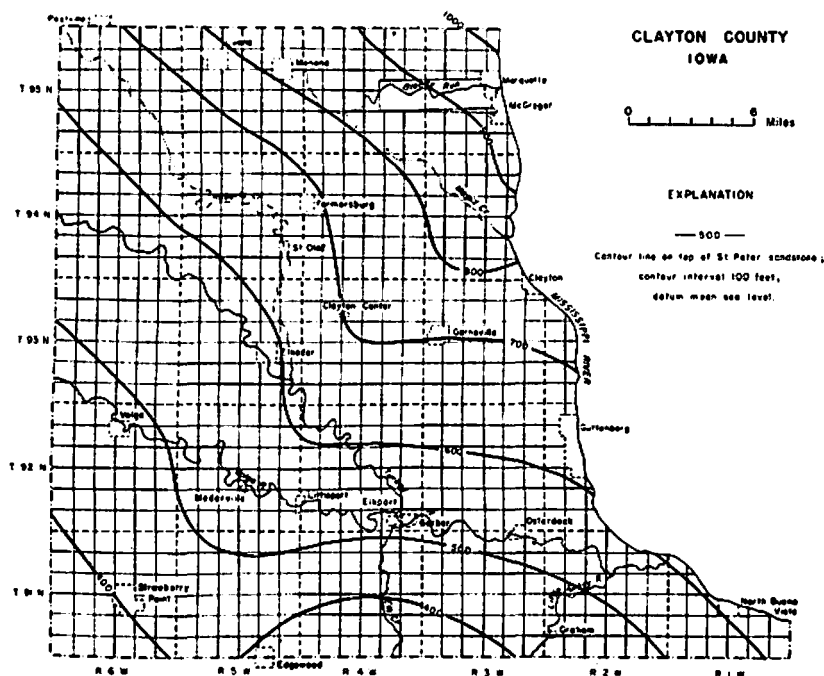 CLAYTON COUNTY
IOWA
0 6
Miles
EXPLANATION
500
Contour line on top of St Peter sandstone;
contour interval 100 feet,
datum mean sea level.
1000
Monona
Marquette
McGregor
T 95 N
T 94 N
Farmersburg
St Olaf
800
Clayton
Clayton Center
Garnavillo
700
MISSISSIPPI
RIVER
T 93 N
Volga
Guttenberg
600
T 92 N
Mederville
Littleport
Elkport
Garber
Osterdock
500
T 91 N
400
Strawberry
Point
400
North Buena
Vista
Graham
Edgewood
R 6 W
R 5 W
R 4 W
R 3 W
R 2 W
R 1 W